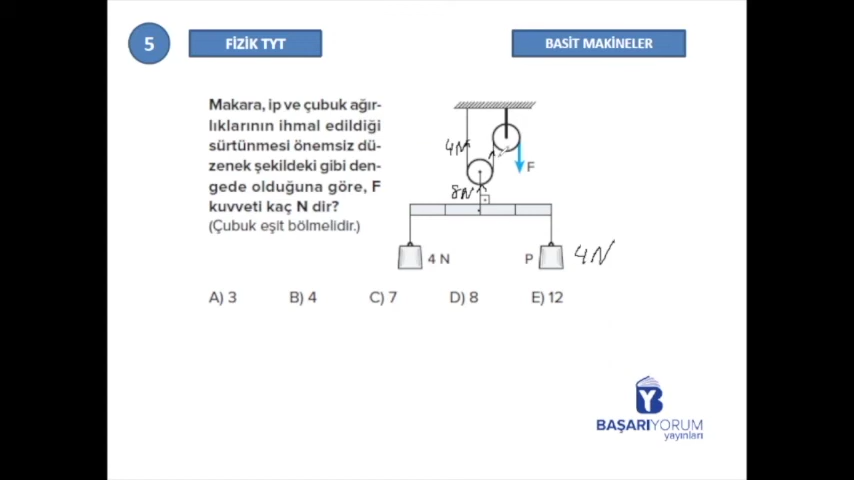 5
FİZİK TYT
BASİT MAKİNELER
Makara, ip ve çubuk ağır-
lıklarının ihmal edildiği
sürtünmesi önemsiz dü-
zenek şekildeki gibi den-
gede olduğuna göre, F
kuvveti kaç N dir?
(Çubuk eşit bölmelidir.)
4N
F
8N
4 N
P
4N
A) 3
B) 4
C) 7
D) 8
E) 12
BY
BAŞARIYORUM
yayınları